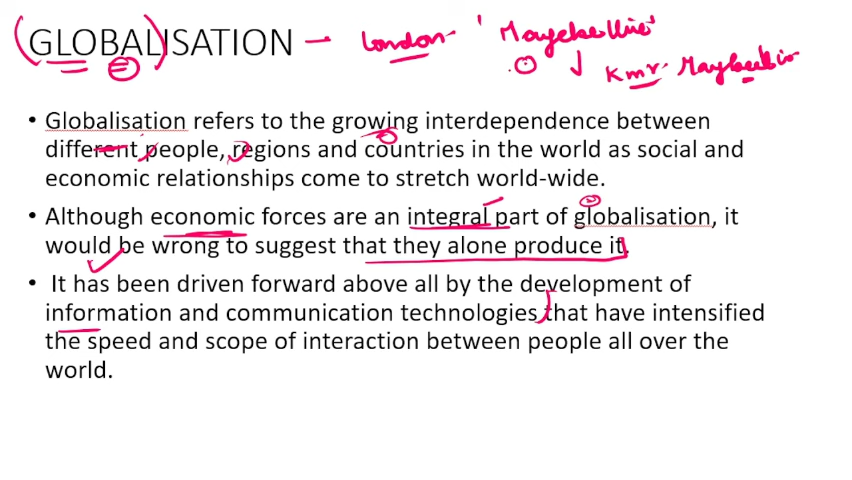 GLOBALISATION – London 'Maybelline'
Kmr. Maybellin
• Globalisation refers to the growing interdependence between
different people, regions and countries in the world as social and
economic relationships come to stretch world-wide.
• Although economic forces are an integral part of globalisation, it
would be wrong to suggest that they alone produce it.
• It has been driven forward above all by the development of
information and communication technologies that have intensified
the speed and scope of interaction between people all over the
world.